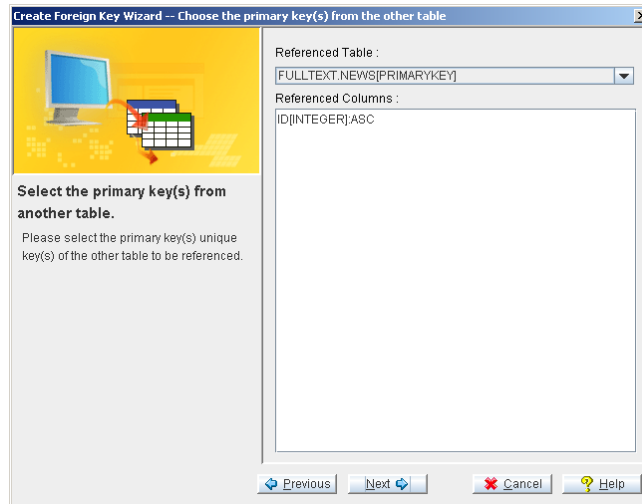 Create Foreign Key Wizard -- Choose the primary key(s) from the other table
Referenced Table :
FULLTEXT.NEWS[PRIMARYKEY]
Referenced Columns :
ID[INTEGER]:ASC
Select the primary key(s) from
another table.
Please select the primary key(s) unique
key(s) of the other table to be referenced.
Previous Next Cancel Help